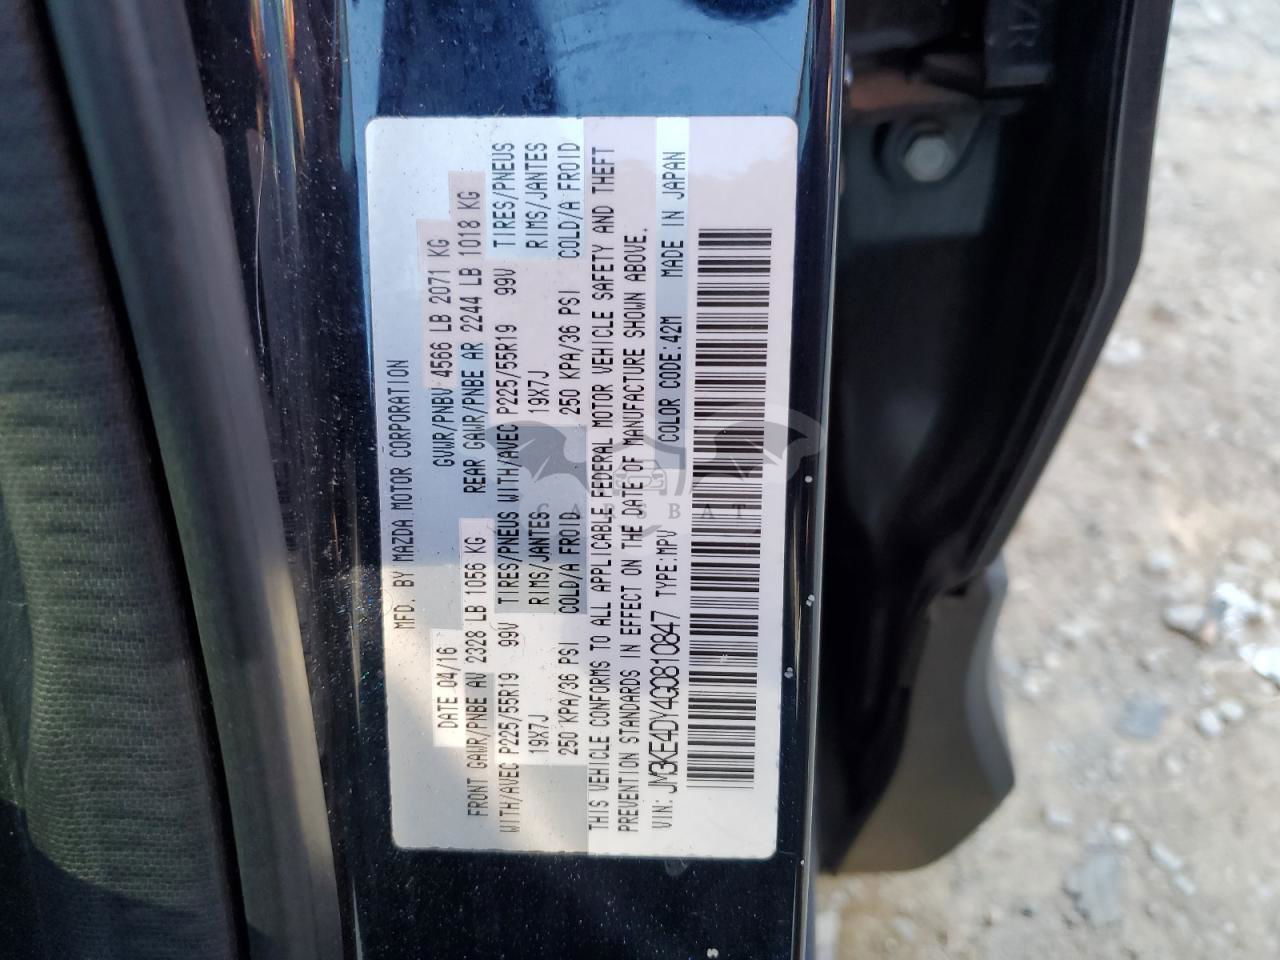 MFD. BY MAZDA MOTOR CORPORATION
DATE 04/16 GVWR/PNBV 4566 LB 2071 KG
FRONT GAWR/PNBE AV 2328 LB 1056 KG REAR GAWR/PNBE AR 2244 LB 1018 KG
WITH/AVEC P225/55R19 99V TIRES/PNEUS WITH/AVEC P225/55R19 99V TIRES/PNEUS
19X7J RIMS/JANTES 19X7J RIMS/JANTES
250 KPA/36 PSI COLD/A FROID 250 KPA/36 PSI COLD/A FROID
THIS VEHICLE CONFORMS TO ALL APPLICABLE FEDERAL MOTOR VEHICLE SAFETY AND THEFT
PREVENTION STANDARDS IN EFFECT ON THE DATE OF MANUFACTURE SHOWN ABOVE.
VIN: JM3KE4DY4G0810847 TYPE:MPV COLOR CODE:42M MADE IN JAPAN
CARSBAT